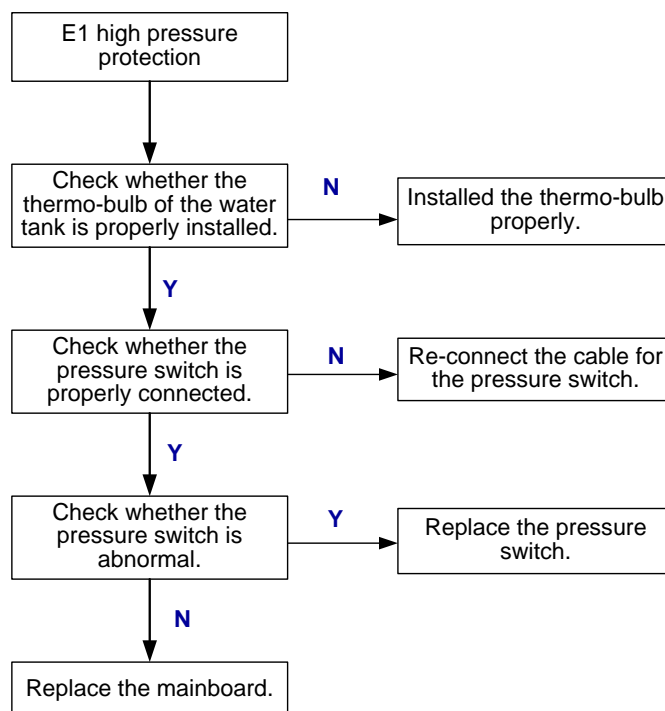 E1 high pressure
protection
Check whether the
thermo-bulb of the water
tank is properly installed.
N
Installed the thermo-bulb
properly.
Y
Check whether the
pressure switch is
properly connected.
N
Re-connect the cable for
the pressure switch.
Y
Check whether the
pressure switch is
abnormal.
Y
Replace the pressure
switch.
N
Replace the mainboard.